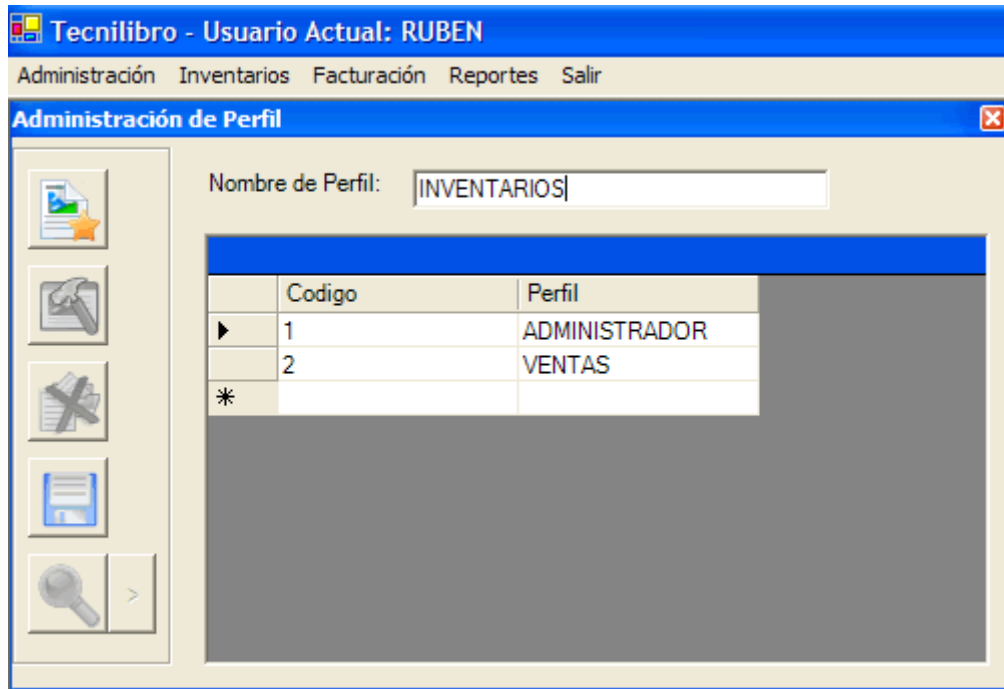 Tecnilibro - Usuario Actual: RUBEN
Administración Inventarios Facturación Reportes Salir
Administración de Perfil
Nombre de Perfil: INVENTARIOS
Codigo Perfil
1 ADMINISTRADOR
2 VENTAS
>